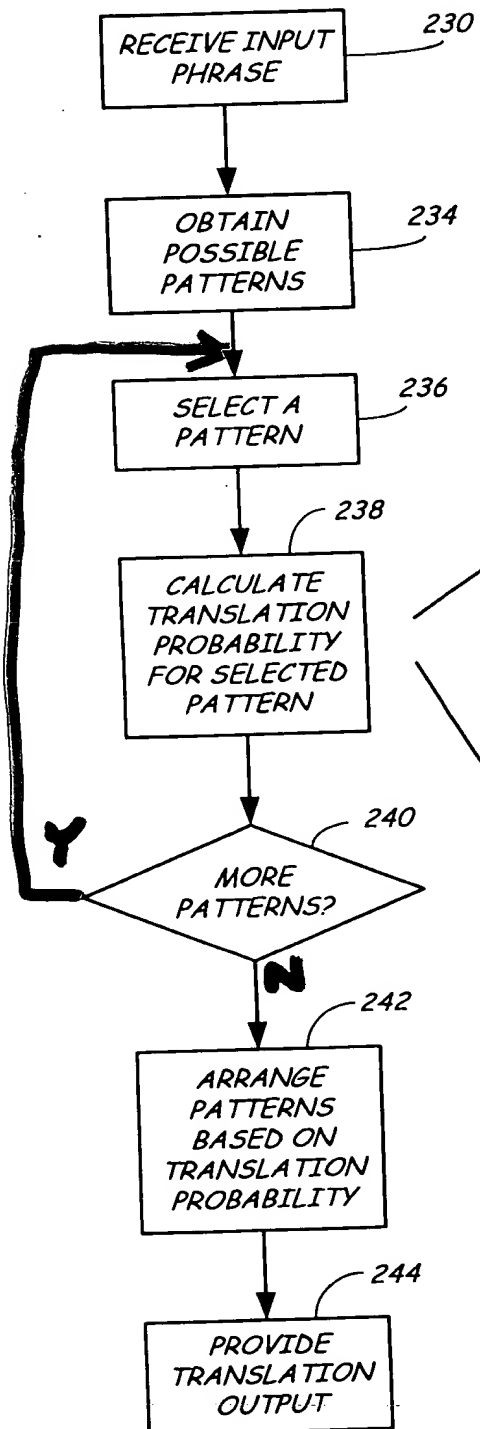 RECEIVE INPUT
PHRASE
230
OBTAIN
POSSIBLE
PATTERNS
234
SELECT A
PATTERN
236
238
CALCULATE
TRANSLATION
PROBABILITY
FOR SELECTED
PATTERN
Y
240
MORE
PATTERNS?
N
242
ARRANGE
PATTERNS
BASED ON
TRANSLATION
PROBABILITY
244
PROVIDE
TRANSLATION
OUTPUT